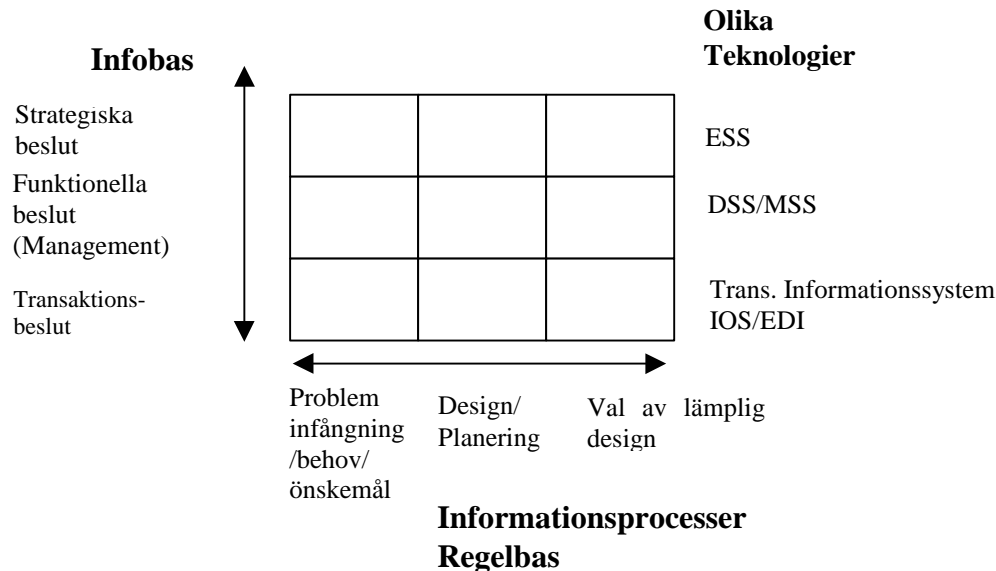 Olika
Teknologier
Infobas
Strategiska
beslut
ESS
Funktionella
beslut
(Management)
DSS/MSS
Transaktions-
beslut
Trans. Informationssystem
IOS/EDI
Problem
infångning
/behov/
önskemål
Design/
Planering
Val av lämplig
design
Informationsprocesser
Regelbas